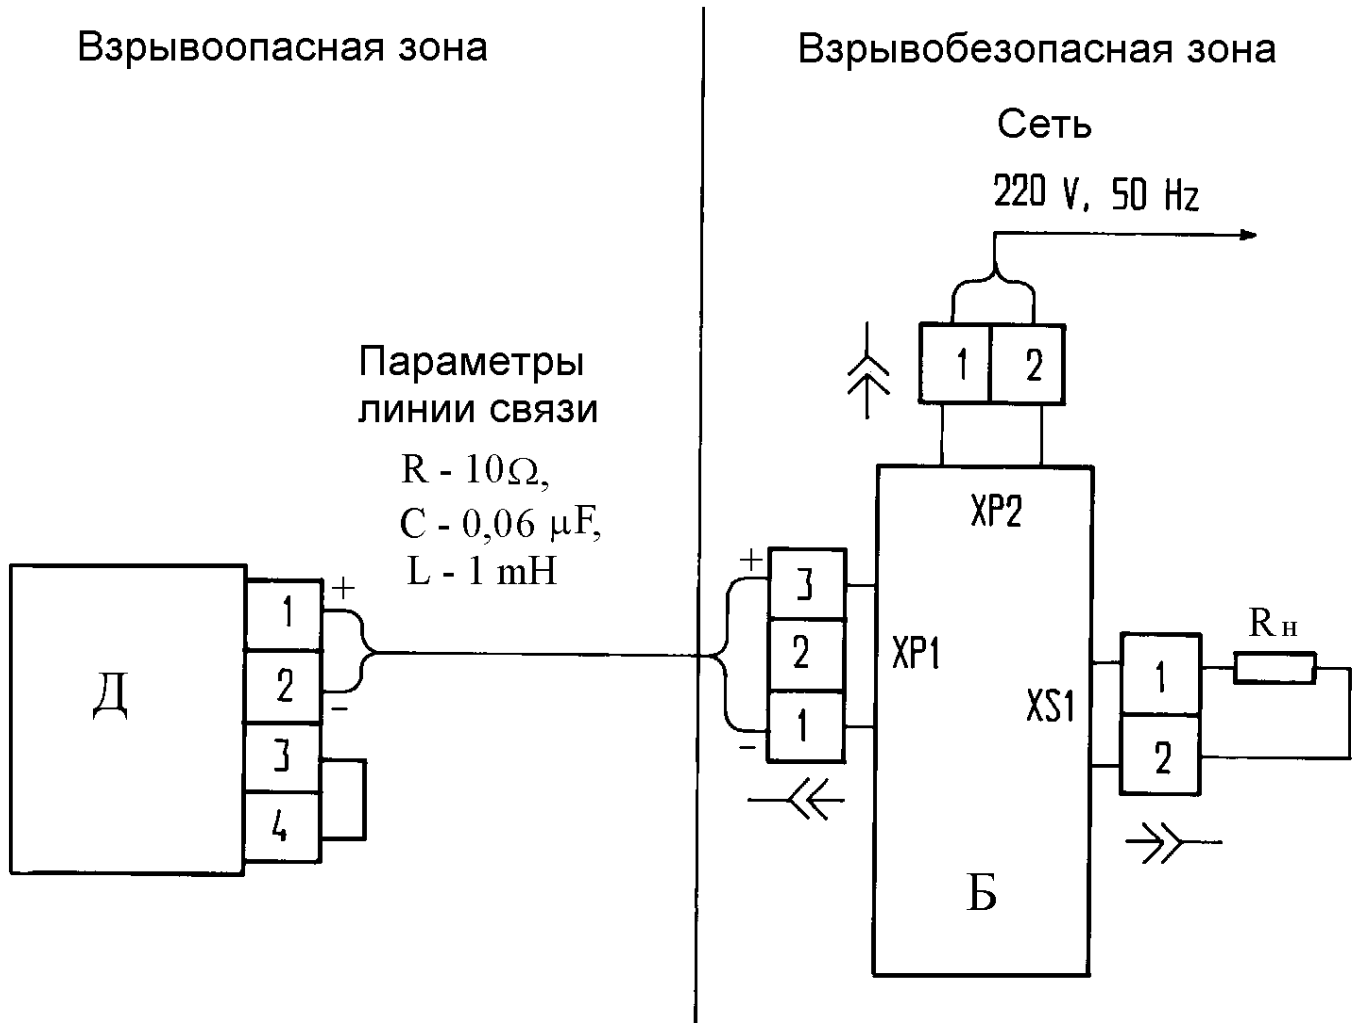 Взрывоопасная зона
Взрывобезопасная зона
Сеть
220 V, 50 Hz
1 2
Параметры
линии связи
R - 10Ω,
C - 0,06 μF,
L - 1 mH
XP2
Д
1 +
2 -
3
4
+ 3
2
- 1
XP1
XS1
1
2
Rн
Б